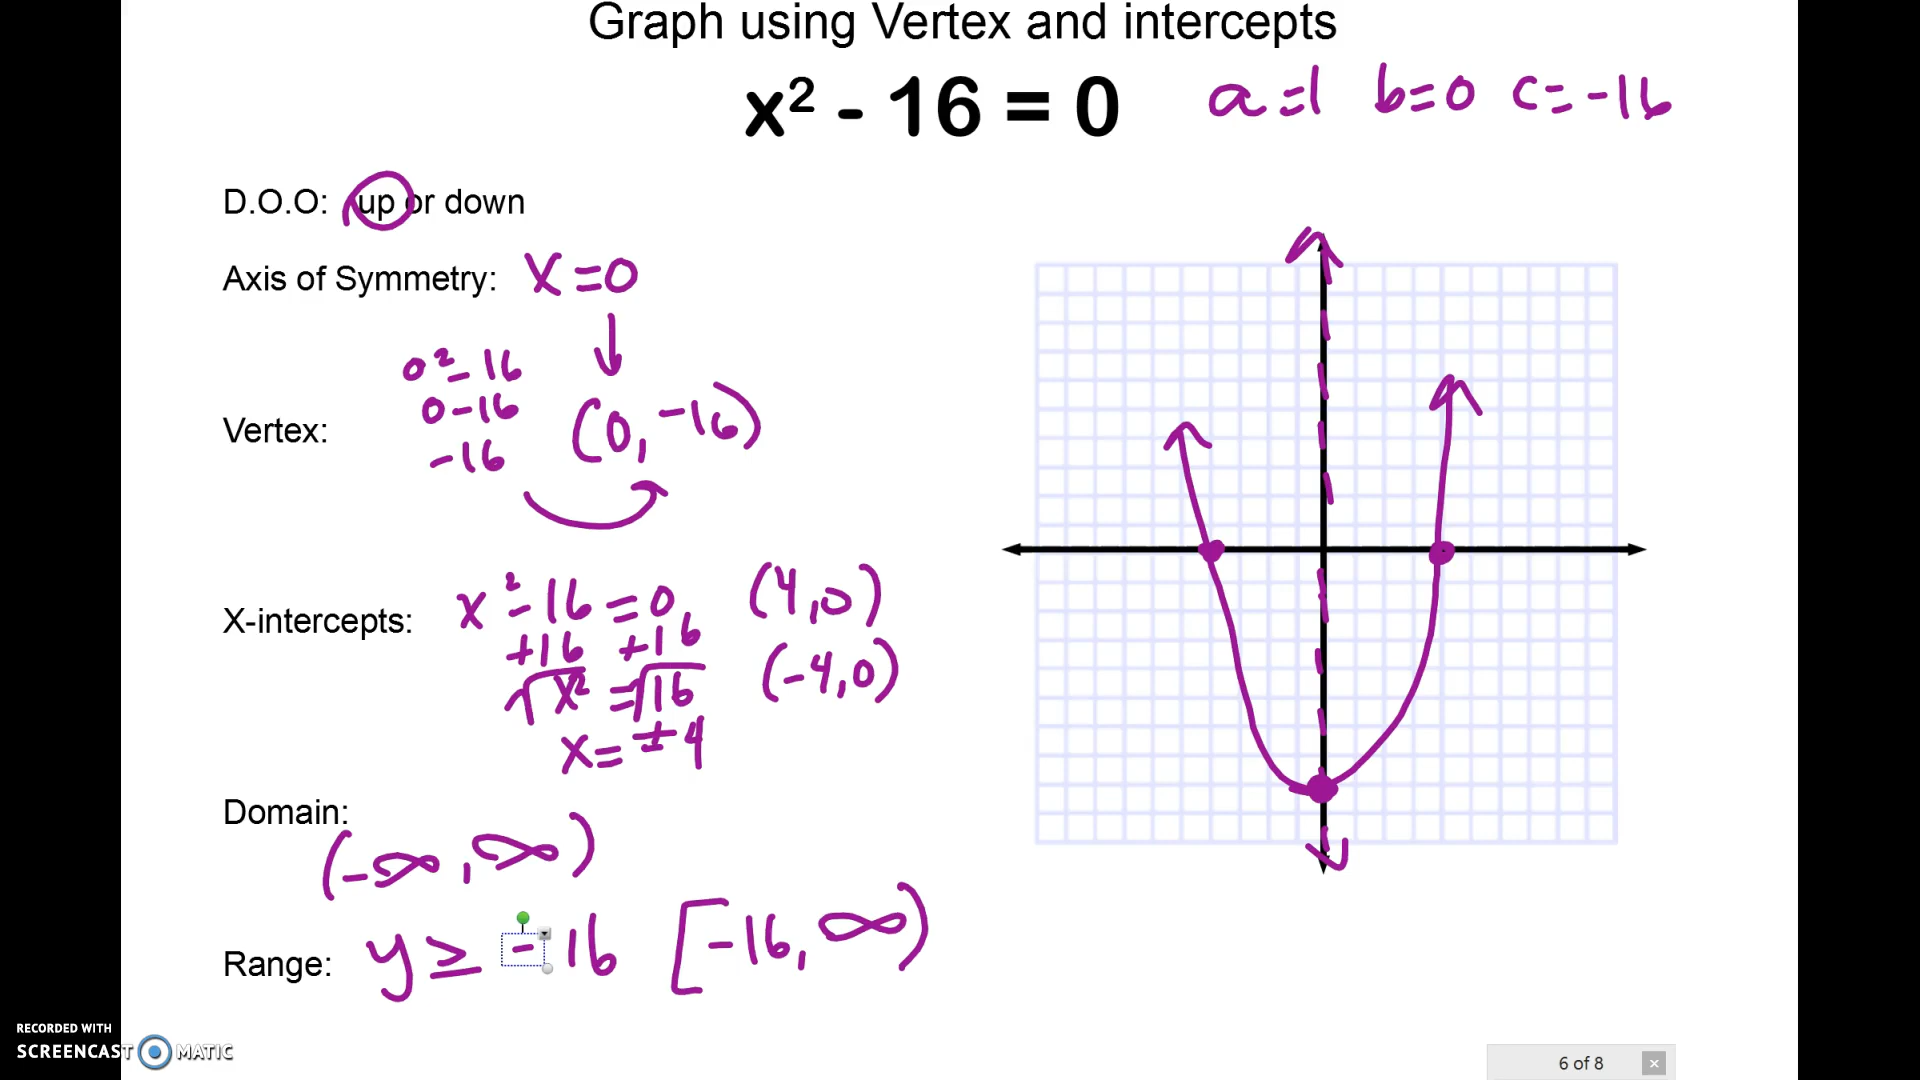 Graph using Vertex and intercepts
x² - 16 = 0 a=1 b=0 c=-16
D.O.O: up or down
Axis of Symmetry: x=0
0²-16
0-16
Vertex: -16 (0,-16)
X-intercepts: x²-16=0 (4,0)
+16 +16
√x² =√16 (-4,0)
x=±4
Domain:
(-∞,∞)
Range: y≥-16 [-16,∞)
RECORDED WITH
SCREENCAST MATIC
6 of 8